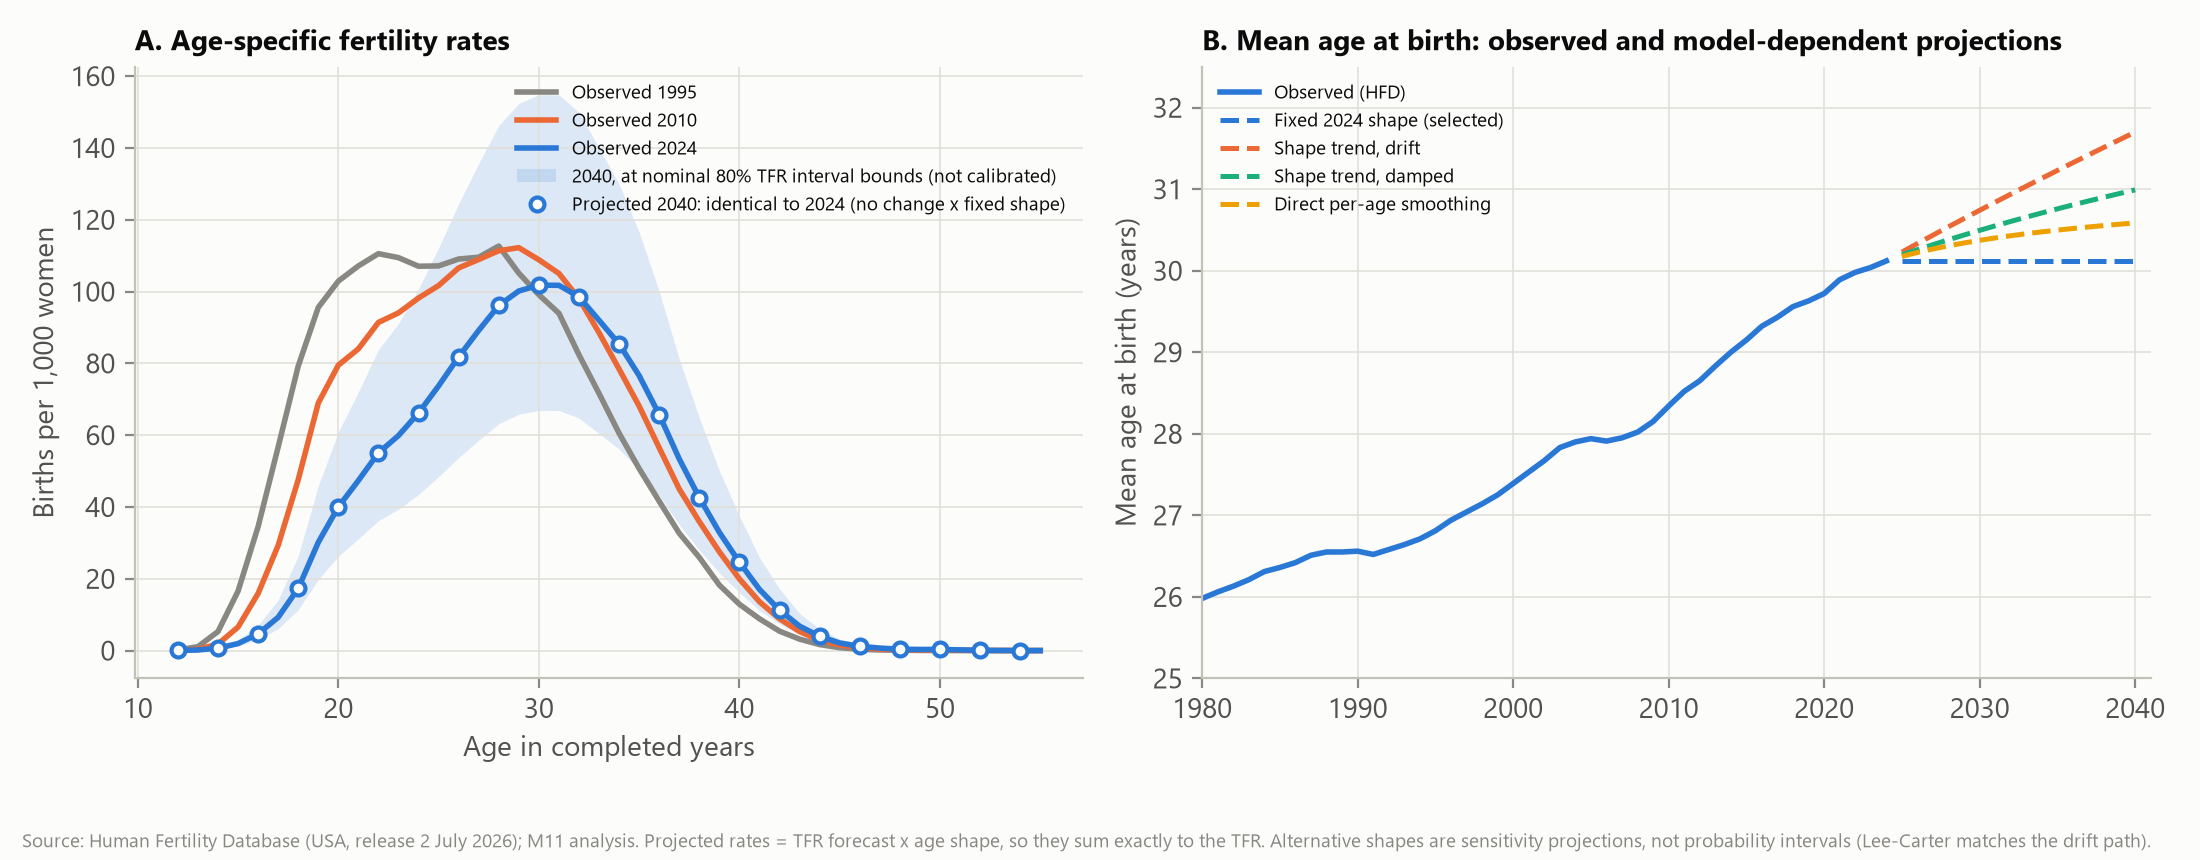 A. Age-specific fertility rates
160
140
120
100
80
60
40
20
0
Births per 1,000 women
Observed 1995
Observed 2010
Observed 2024
2040, at nominal 80% TFR interval bounds (not calibrated)
Projected 2040: identical to 2024 (no change x fixed shape)
10 20 30 40 50
Age in completed years
B. Mean age at birth: observed and model-dependent projections
32
31
30
29
28
27
26
25
Mean age at birth (years)
Observed (HFD)
Fixed 2024 shape (selected)
Shape trend, drift
Shape trend, damped
Direct per-age smoothing
1980 1990 2000 2010 2020 2030 2040
Source: Human Fertility Database (USA, release 2 July 2026); M11 analysis. Projected rates = TFR forecast x age shape, so they sum exactly to the TFR. Alternative shapes are sensitivity projections, not probability intervals (Lee-Carter matches the drift path).